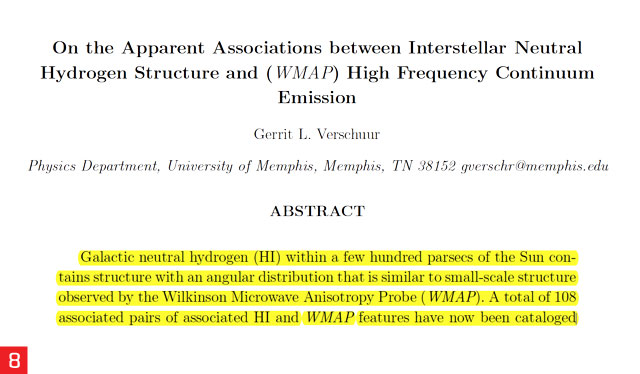 On the Apparent Associations between Interstellar Neutral
Hydrogen Structure and (WMAP) High Frequency Continuum
Emission
Gerrit L. Verschuur
Physics Department, University of Memphis, Memphis, TN 38152 gverschr@memphis.edu
ABSTRACT
Galactic neutral hydrogen (HI) within a few hundred parsecs of the Sun con-
tains structure with an angular distribution that is similar to small-scale structure
observed by the Wilkinson Microwave Anisotropy Probe (WMAP). A total of 108
associated pairs of associated HI and WMAP features have now been cataloged
8